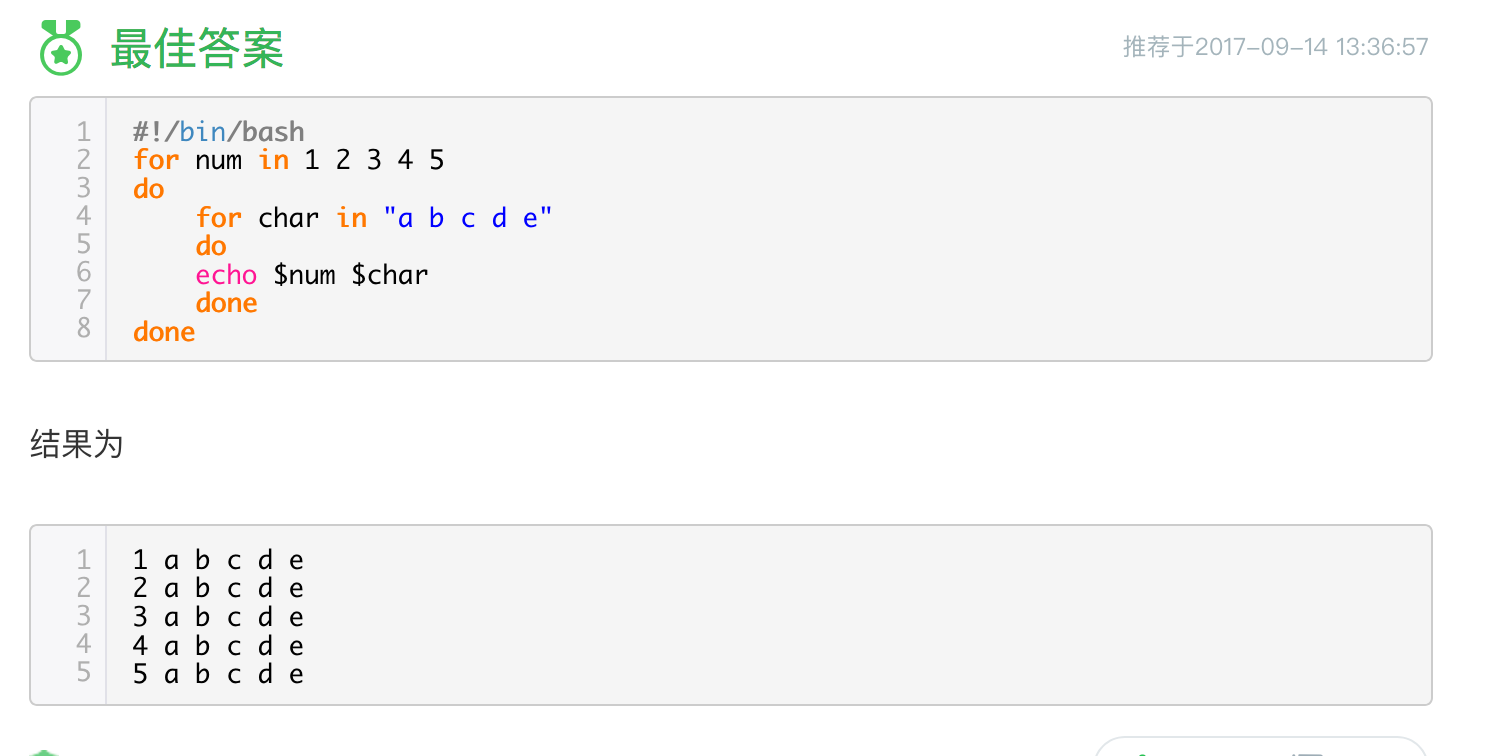 最佳答案
推荐于2017-09-14 13:36:57
1 #!/bin/bash
2 for num in 1 2 3 4 5
3 do
4     for char in "a b c d e"
5     do
6     echo $num $char
7     done
8 done
结果为
1 1 a b c d e
2 2 a b c d e
3 3 a b c d e
4 4 a b c d e
5 5 a b c d e